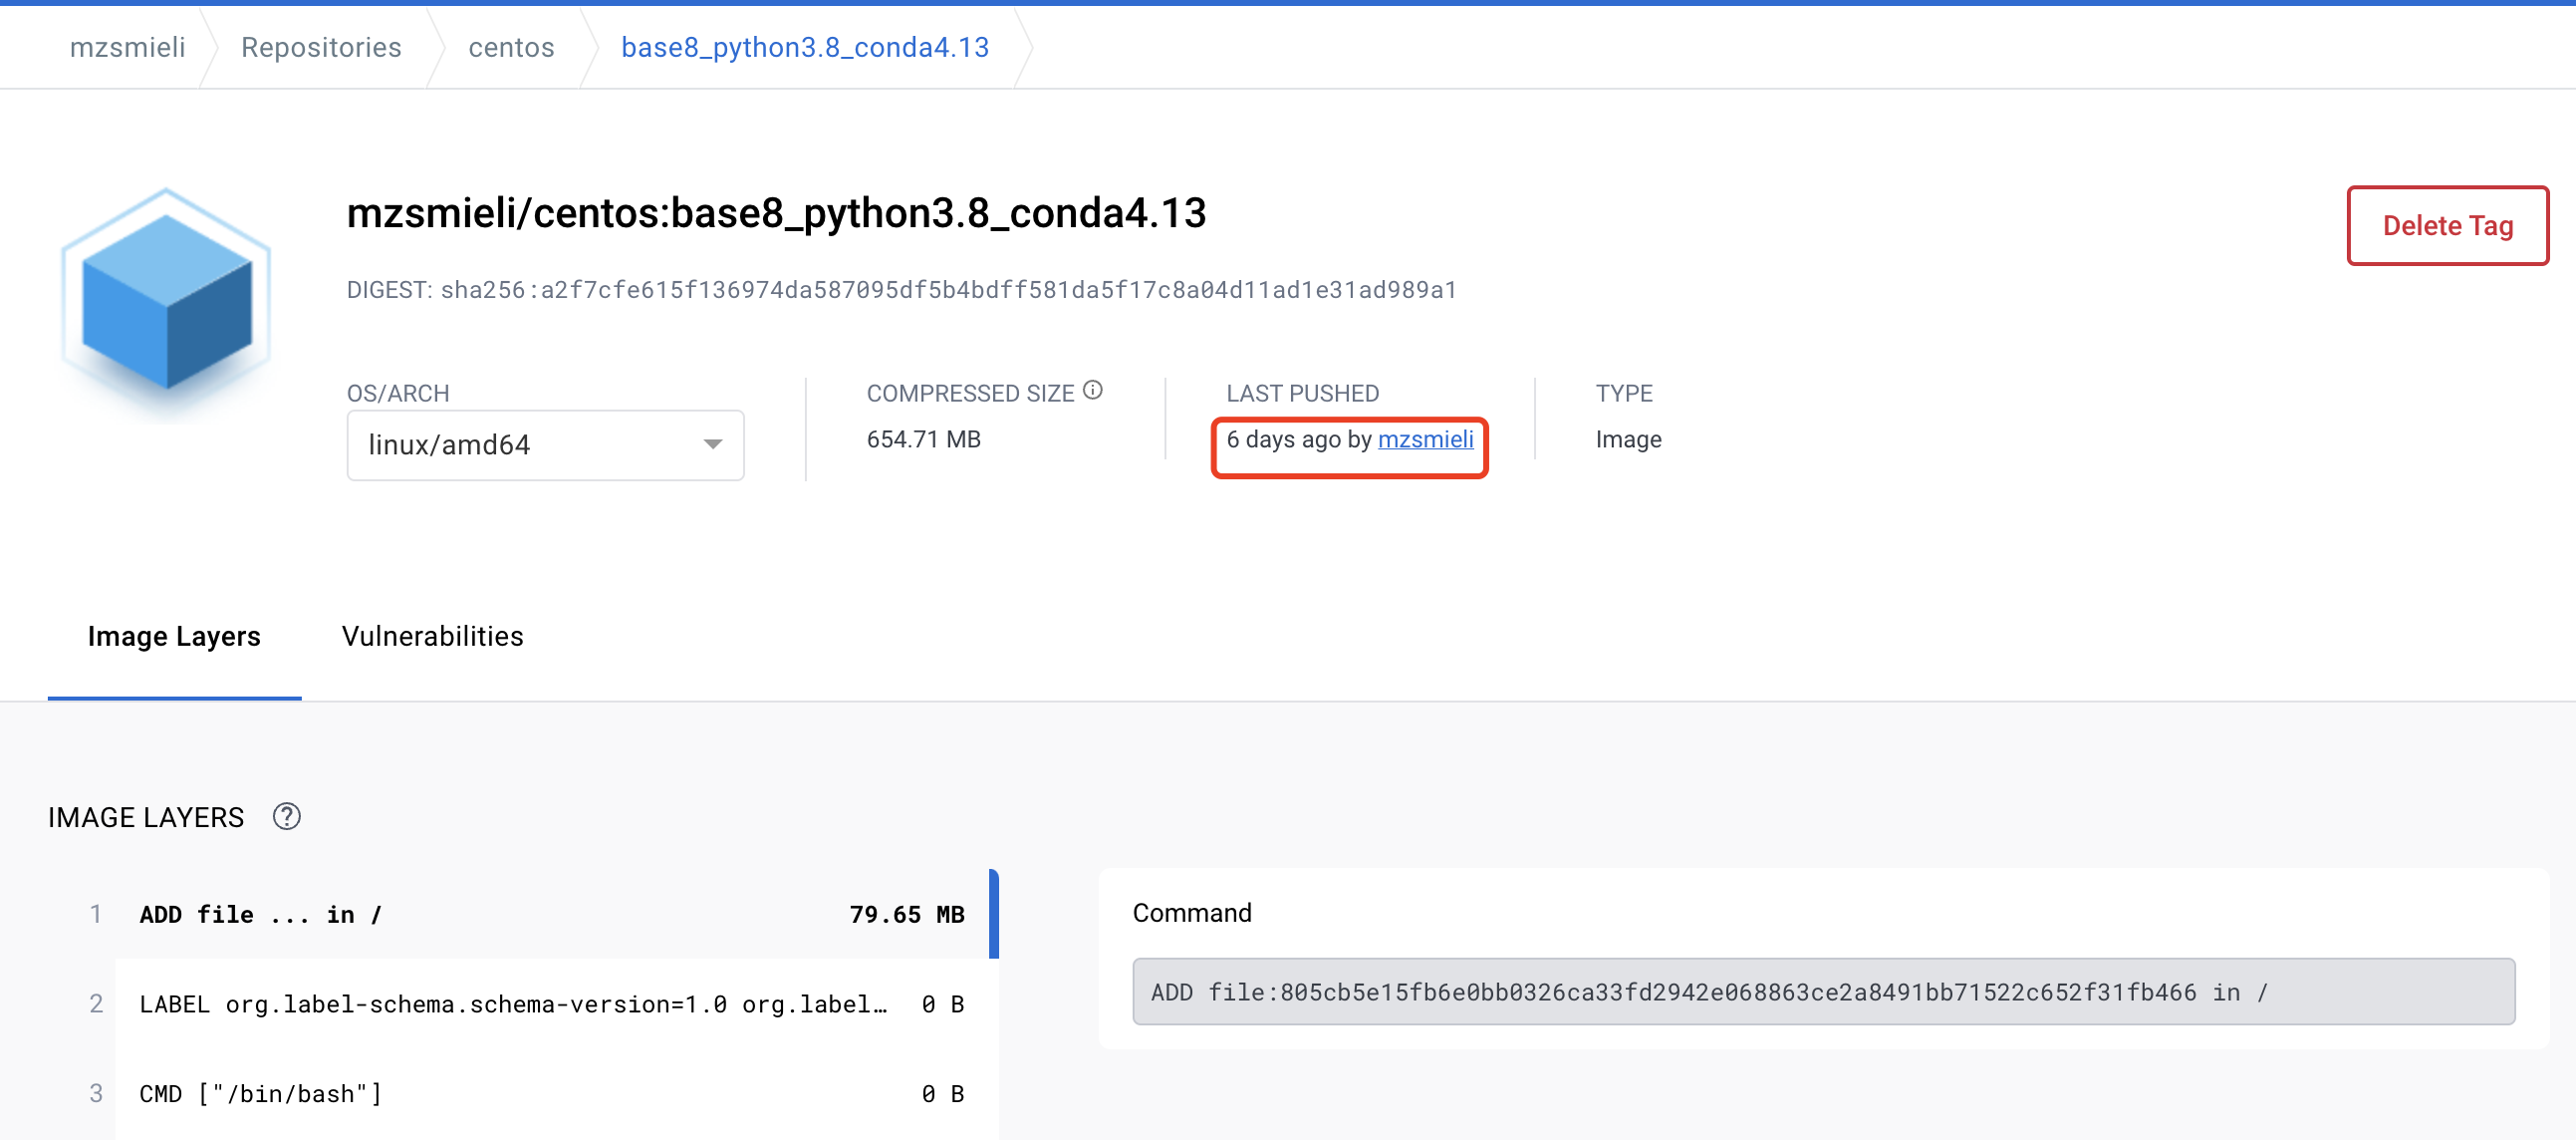 mzsmieli Repositories centos base8_python3.8_conda4.13
mzsmieli/centos:base8_python3.8_conda4.13
Delete Tag
DIGEST: sha256:a2f7cfe615f136974da587095df5b4bdff581da5f17c8a04d11ad1e31ad989a1
OS/ARCH
linux/amd64
COMPRESSED SIZE
654.71 MB
LAST PUSHED
6 days ago by mzsmieli
TYPE
Image
Image Layers Vulnerabilities
IMAGE LAYERS
1 ADD file ... in / 79.65 MB
2 LABEL org.label-schema.schema-version=1.0 org.label… 0 B
3 CMD ["/bin/bash"] 0 B
Command
ADD file:805cb5e15fb6e0bb0326ca33fd2942e068863ce2a8491bb71522c652f31fb466 in /